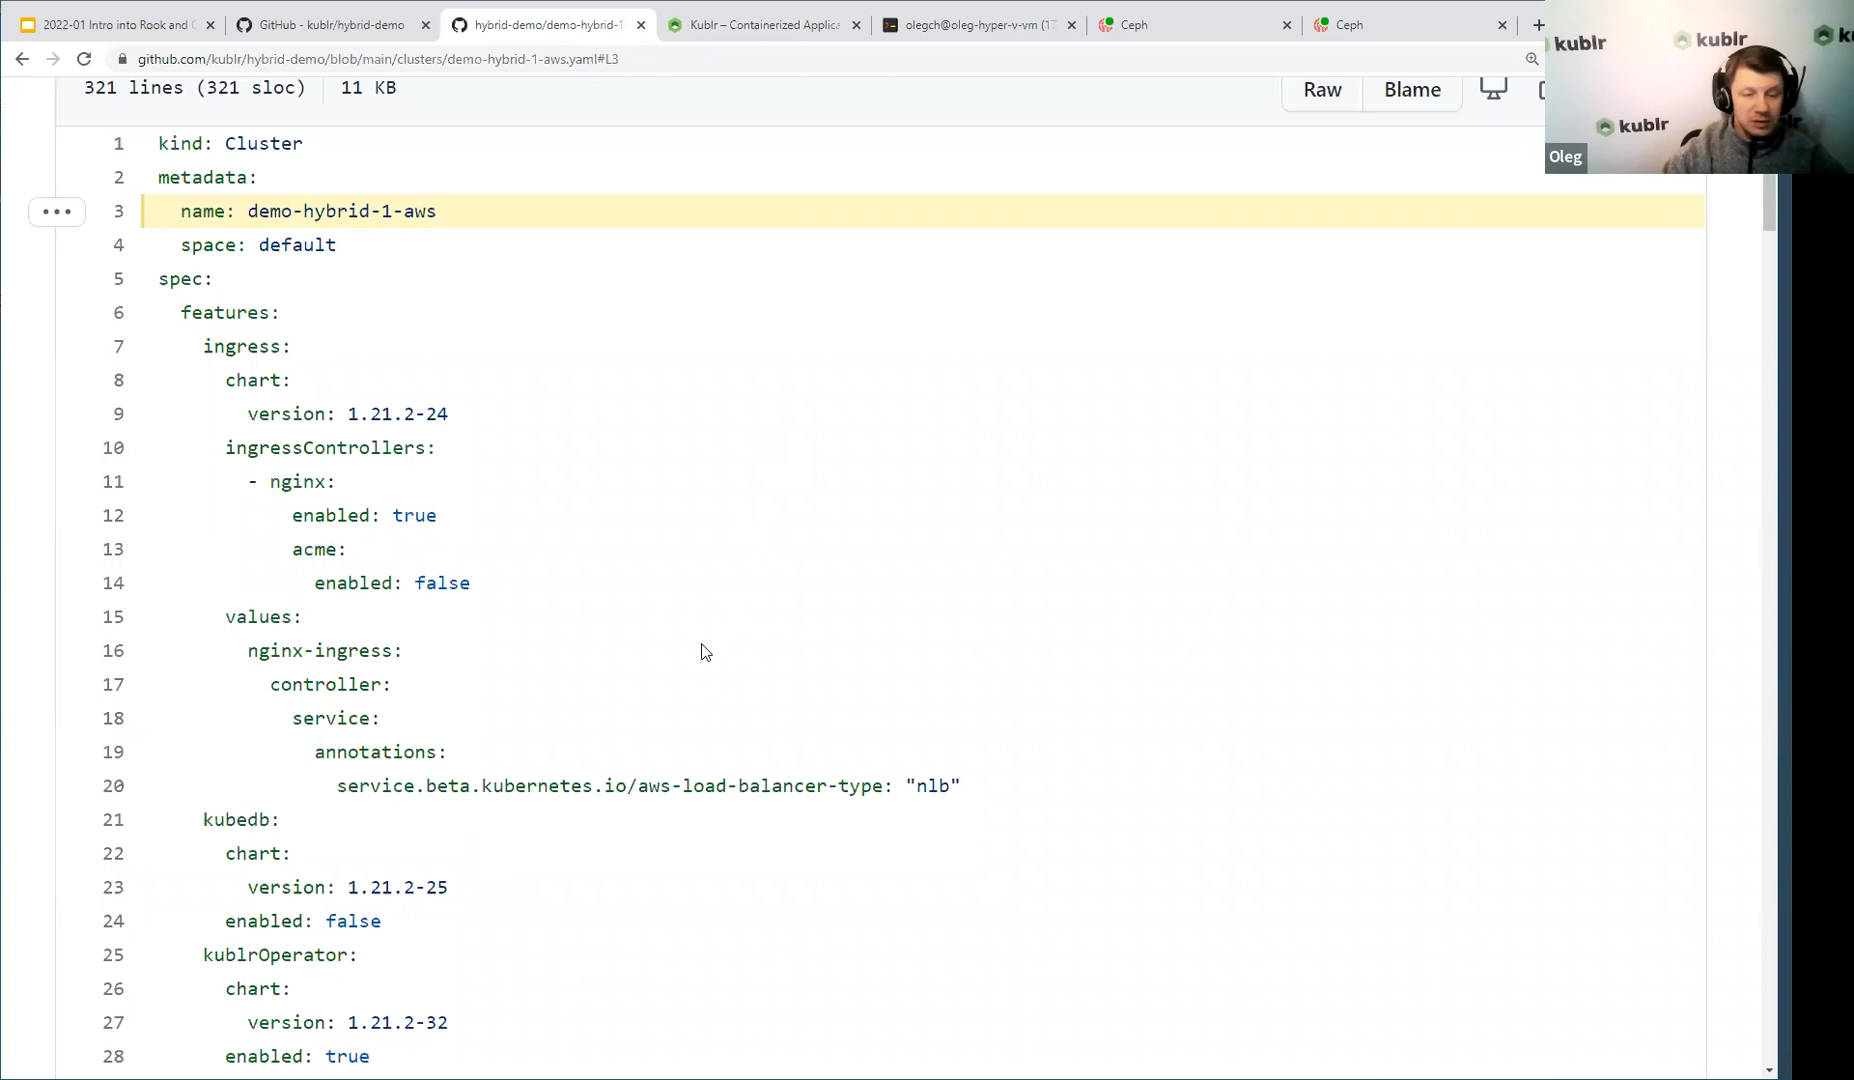 2022-01 Intro into Rook and
GitHub - kublr/hybrid-demo
hybrid-demo/demo-hybrid-1
Kublr – Containerized Applica
olegch@oleg-hyper-v-vm (17
Ceph
Ceph
github.com/kublr/hybrid-demo/blob/main/clusters/demo-hybrid-1-aws.yaml#L3
kublr
kublr
kublr
Oleg
321 lines (321 sloc)
11 KB
Raw
Blame
1 kind: Cluster
2 metadata:
3 name: demo-hybrid-1-aws
4 space: default
5 spec:
6 features:
7 ingress:
8 chart:
9 version: 1.21.2-24
10 ingressControllers:
11 - nginx:
12 enabled: true
13 acme:
14 enabled: false
15 values:
16 nginx-ingress:
17 controller:
18 service:
19 annotations:
20 service.beta.kubernetes.io/aws-load-balancer-type: "nlb"
21 kubedb:
22 chart:
23 version: 1.21.2-25
24 enabled: false
25 kublrOperator:
26 chart:
27 version: 1.21.2-32
28 enabled: true